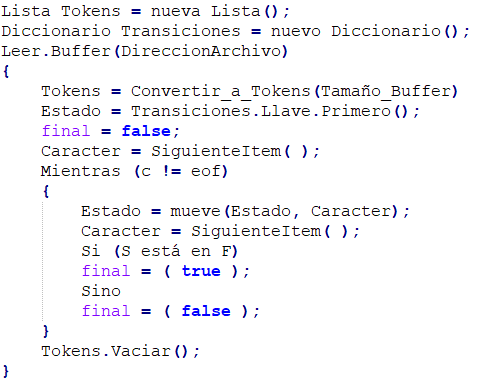 Lista Tokens = nueva Lista();
Diccionario Transiciones = nuevo Diccionario();
Leer.Buffer(DireccionArchivo)
{
    Tokens = Convertir_a_Tokens(Tamaño_Buffer)
    Estado = Transiciones.Llave.Primero();
    final = false;
    Caracter = SiguienteItem( );
    Mientras (c != eof)
    {
        Estado = mueve(Estado, Caracter);
        Caracter = SiguienteItem( );
        Si (S está en F)
        final = ( true );
        Sino
        final = ( false );
    }
    Tokens.Vaciar();
}